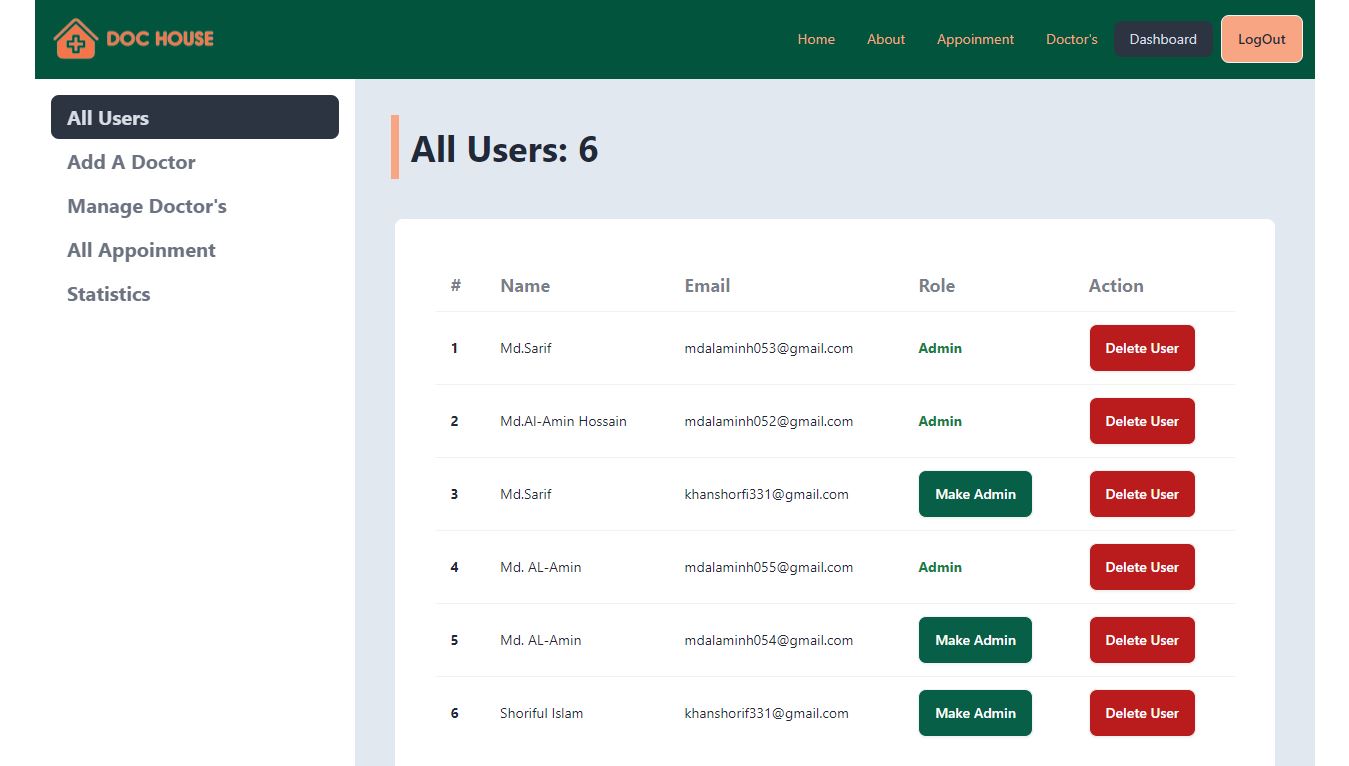 DOC HOUSE
Home About Appoinment Doctor's Dashboard LogOut
All Users
Add A Doctor
Manage Doctor's
All Appoinment
Statistics
All Users: 6
# Name Email Role Action
1 Md.Sarif mdalaminh053@gmail.com Admin Delete User
2 Md.Al-Amin Hossain mdalaminh052@gmail.com Admin Delete User
3 Md.Sarif khanshorfi331@gmail.com Make Admin Delete User
4 Md. AL-Amin mdalaminh055@gmail.com Admin Delete User
5 Md. AL-Amin mdalaminh054@gmail.com Make Admin Delete User
6 Shoriful Islam khanshorif331@gmail.com Make Admin Delete User